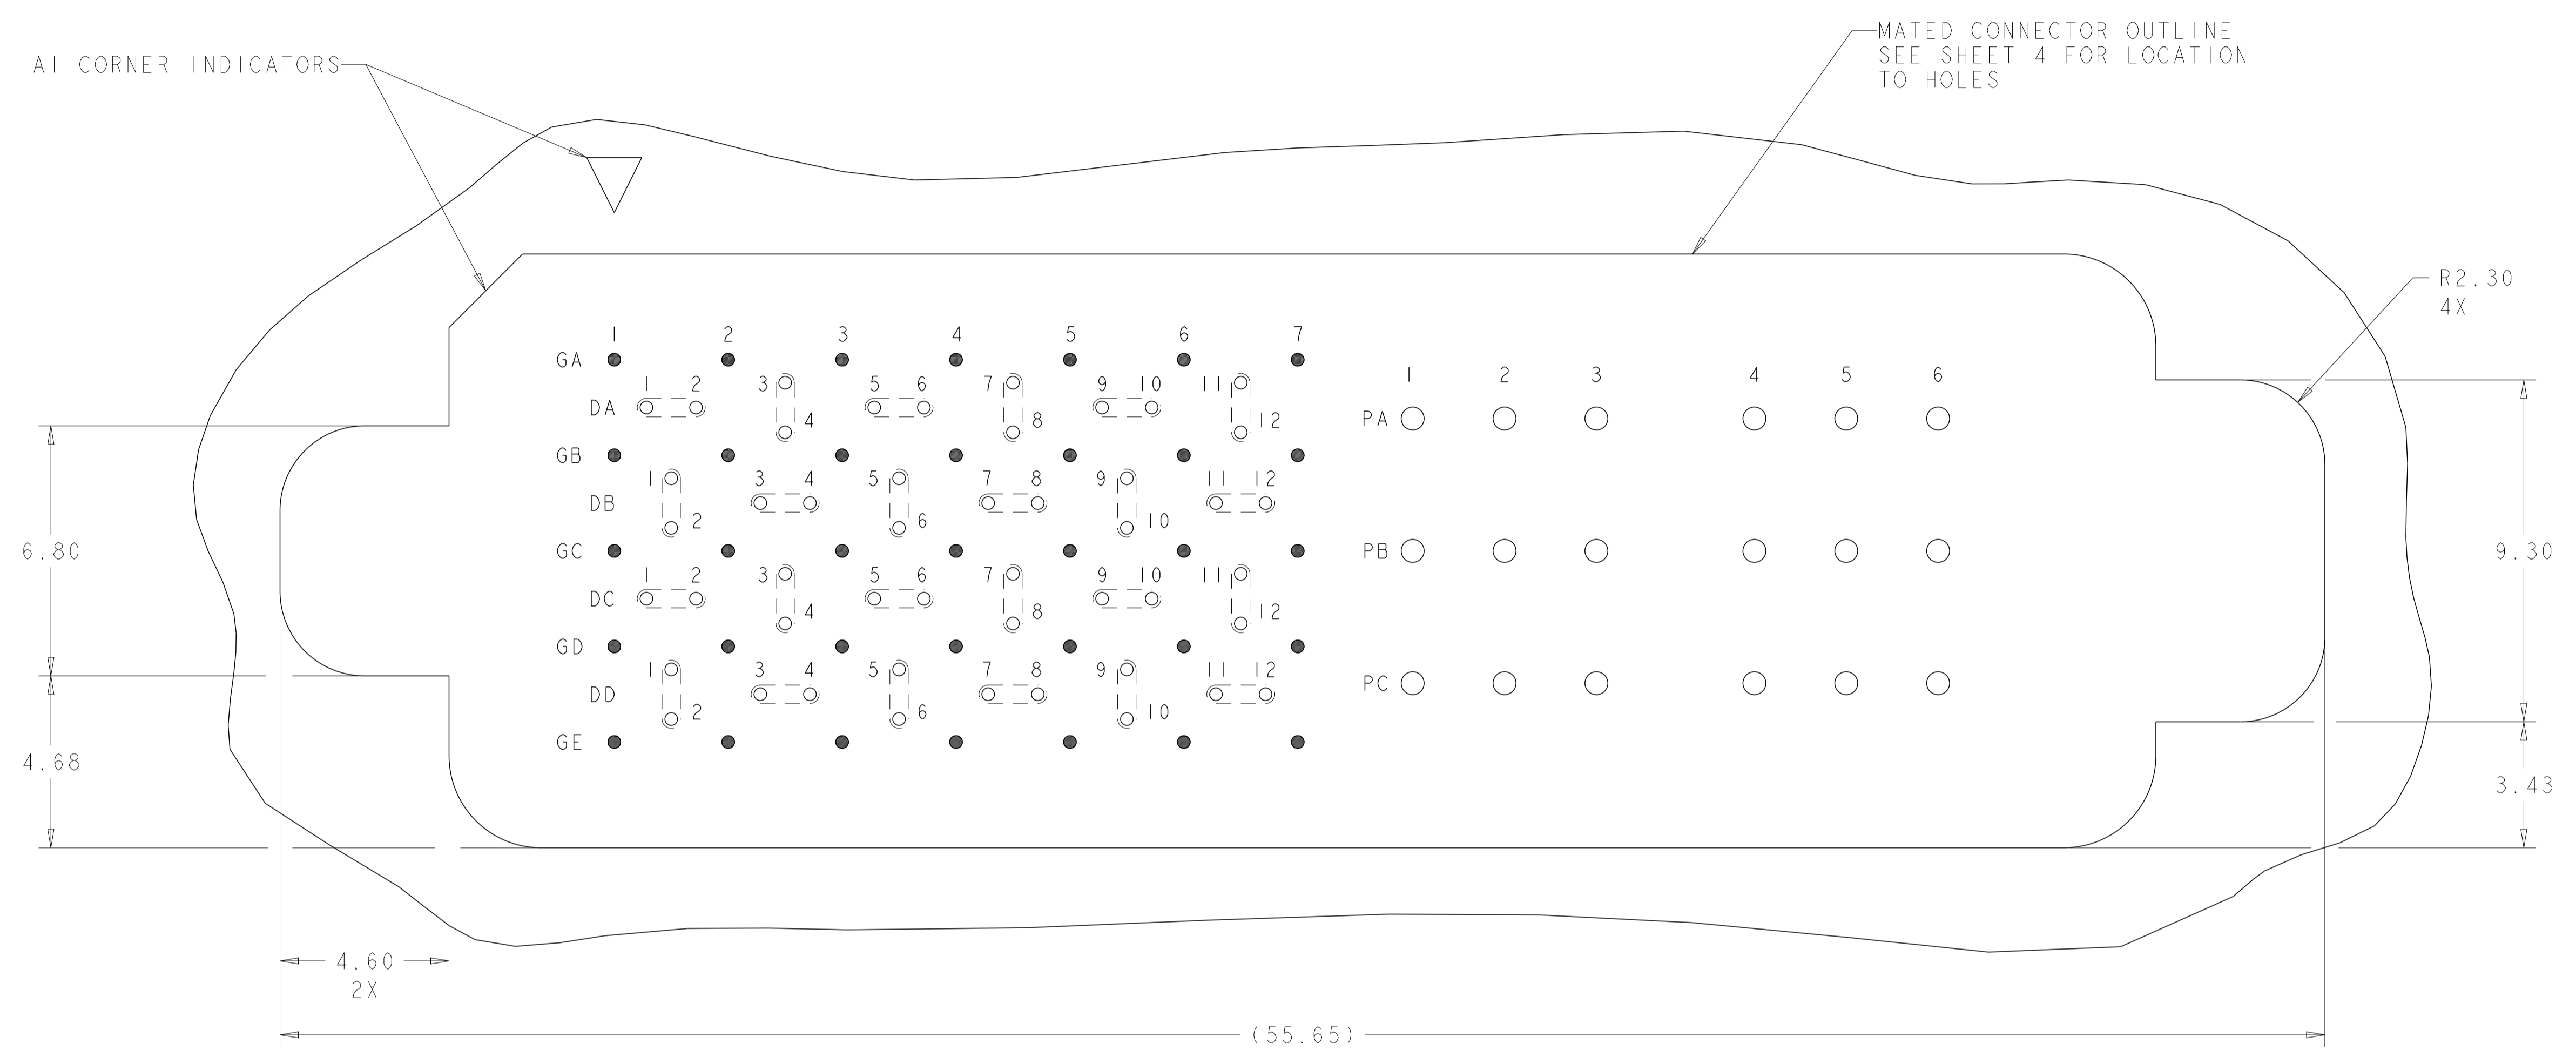 MATED CONNECTOR OUTLINE
SEE SHEET 4 FOR LOCATION
TO HOLES
A1 CORNER INDICATORS
R2.30
4X
1 2 3 4 5 6 7
GA
1 2 3 5 6 7 9 10 11
DA
4 8 12
1 2 3 4 5 6
PA
GB
1 3 4 5 7 8 9 11 12
DB
2 6 10
GC
PB
1 2 3 5 6 7 9 10 11
DC
4 8 12
GD
1 3 4 5 7 8 9 11 12
DD
2 6 10
PC
GE
6.80
4.68
9.30
3.43
4.60
2X
(55.65)